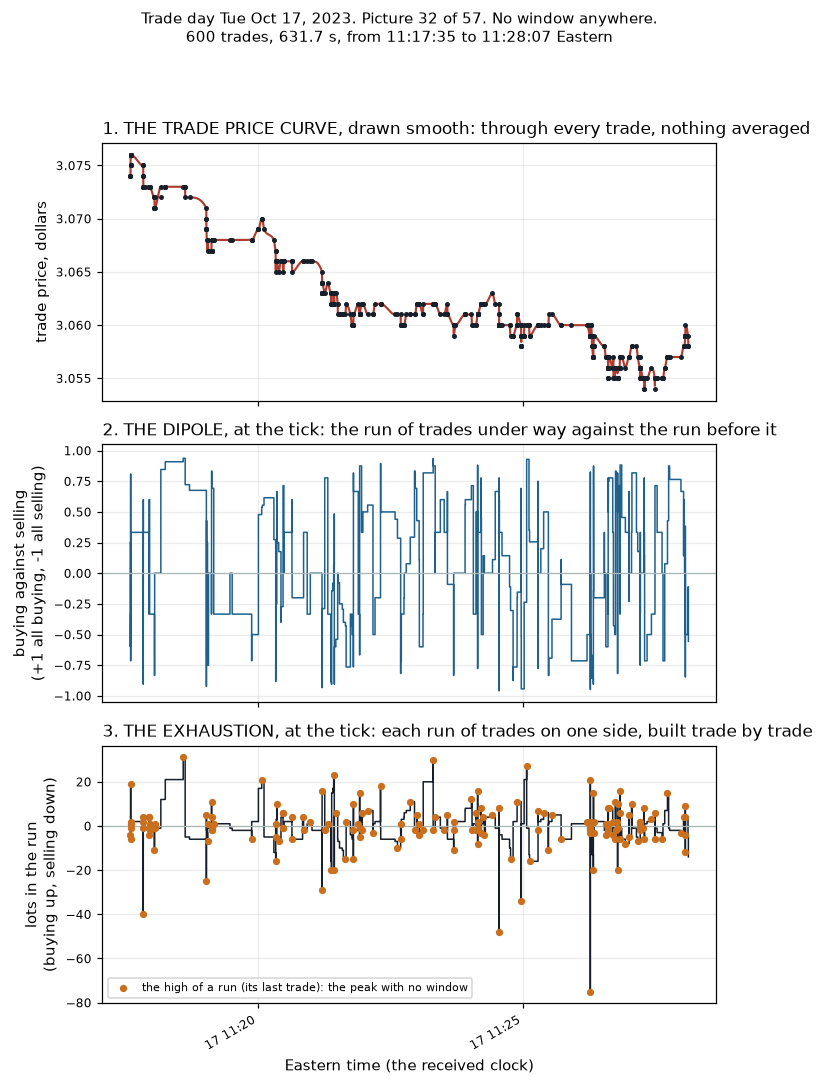 Trade day Tue Oct 17, 2023. Picture 32 of 57. No window anywhere.
600 trades, 631.7 s, from 11:17:35 to 11:28:07 Eastern
1. THE TRADE PRICE CURVE, drawn smooth: through every trade, nothing averaged
3.075
3.070
3.065
3.060
3.055
trade price, dollars
2. THE DIPOLE, at the tick: the run of trades under way against the run before it
1.00
0.75
0.50
0.25
0.00
−0.25
−0.50
−0.75
−1.00
buying against selling
(+1 all buying, -1 all selling)
3. THE EXHAUSTION, at the tick: each run of trades on one side, built trade by trade
20
0
−20
−40
−60
−80
lots in the run
(buying up, selling down)
the high of a run (its last trade): the peak with no window
17 11:20
17 11:25
Eastern time (the received clock)